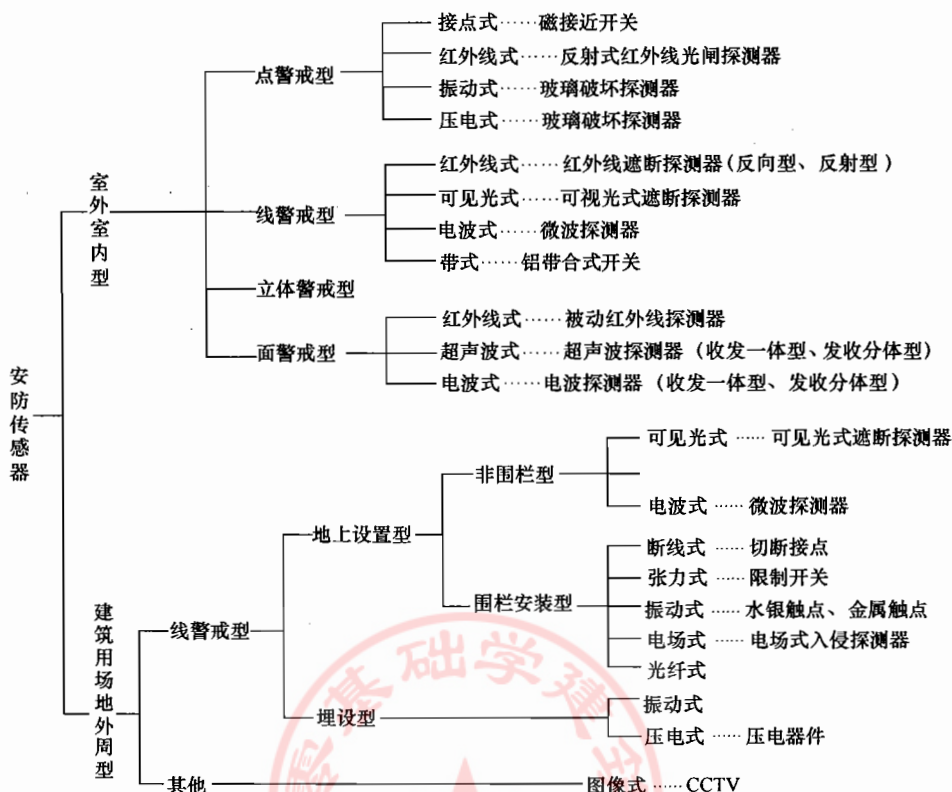 接点式……磁接近开关
点警戒型
红外线式……反射式红外线光闸探测器
振动式……玻璃破坏探测器
压电式……玻璃破坏探测器
室外室内型
线警戒型
红外线式……红外线遮断探测器(反向型、反射型)
可见光式……可视光式遮断探测器
电波式……微波探测器
带式……铝带合式开关
立体警戒型
面警戒型
红外线式……被动红外线探测器
超声波式……超声波探测器(收发一体型、发收分体型)
电波式……电波探测器(收发一体型、发收分体型)
安防传感器
建筑用场地外周型
线警戒型
地上设置型
非围栏型
可见光式……可见光式遮断探测器
电波式……微波探测器
围栏安装型
断线式……切断接点
张力式……限制开关
振动式……水银触点、金属触点
电场式……电场式入侵探测器
光纤式
埋设型
振动式
压电式……压电器件
其他
图像式……CCTV
零基础学建筑